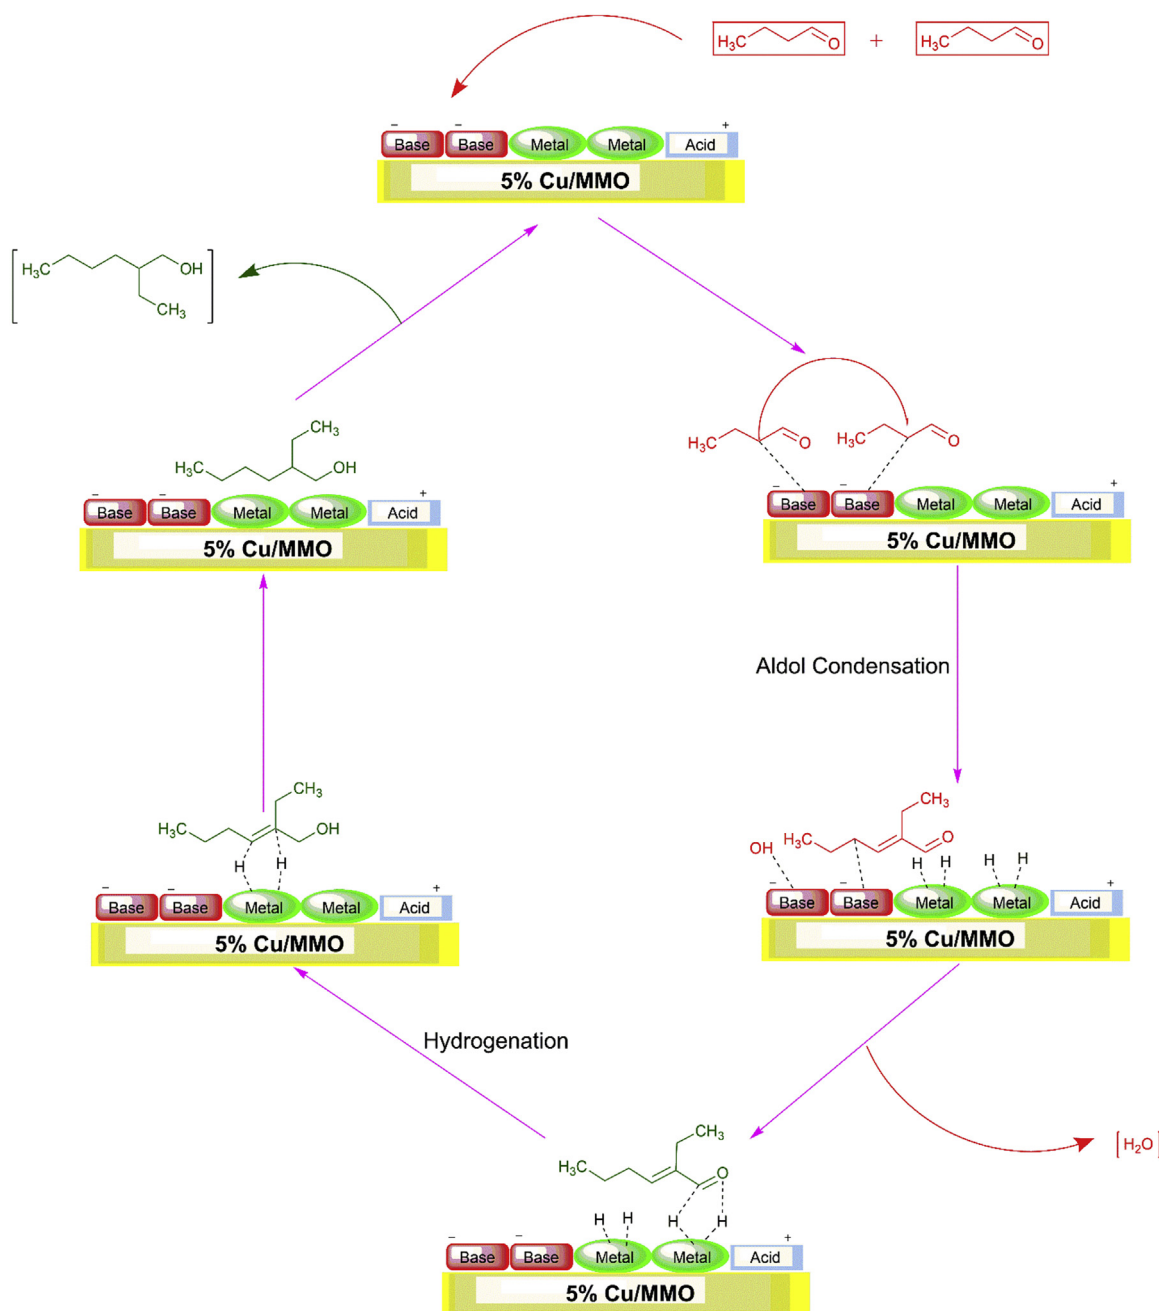 H₃C O + H₃C O
− − +
Base Base Metal Metal Acid
5% Cu/MMO
H₃C OH
CH₃
H₃C O H₃C O
− − +
Base Base Metal Metal Acid
5% Cu/MMO
CH₃
H₃C OH
− − +
Base Base Metal Metal Acid
5% Cu/MMO
Aldol Condensation
CH₃
OH H₃C O
H H H H
− − +
Base Base Metal Metal Acid
5% Cu/MMO
CH₃
H₃C OH
H H
− − +
Base Base Metal Metal Acid
5% Cu/MMO
Hydrogenation
[H₂O]
CH₃
H₃C O
H H H H
− − +
Base Base Metal Metal Acid
5% Cu/MMO